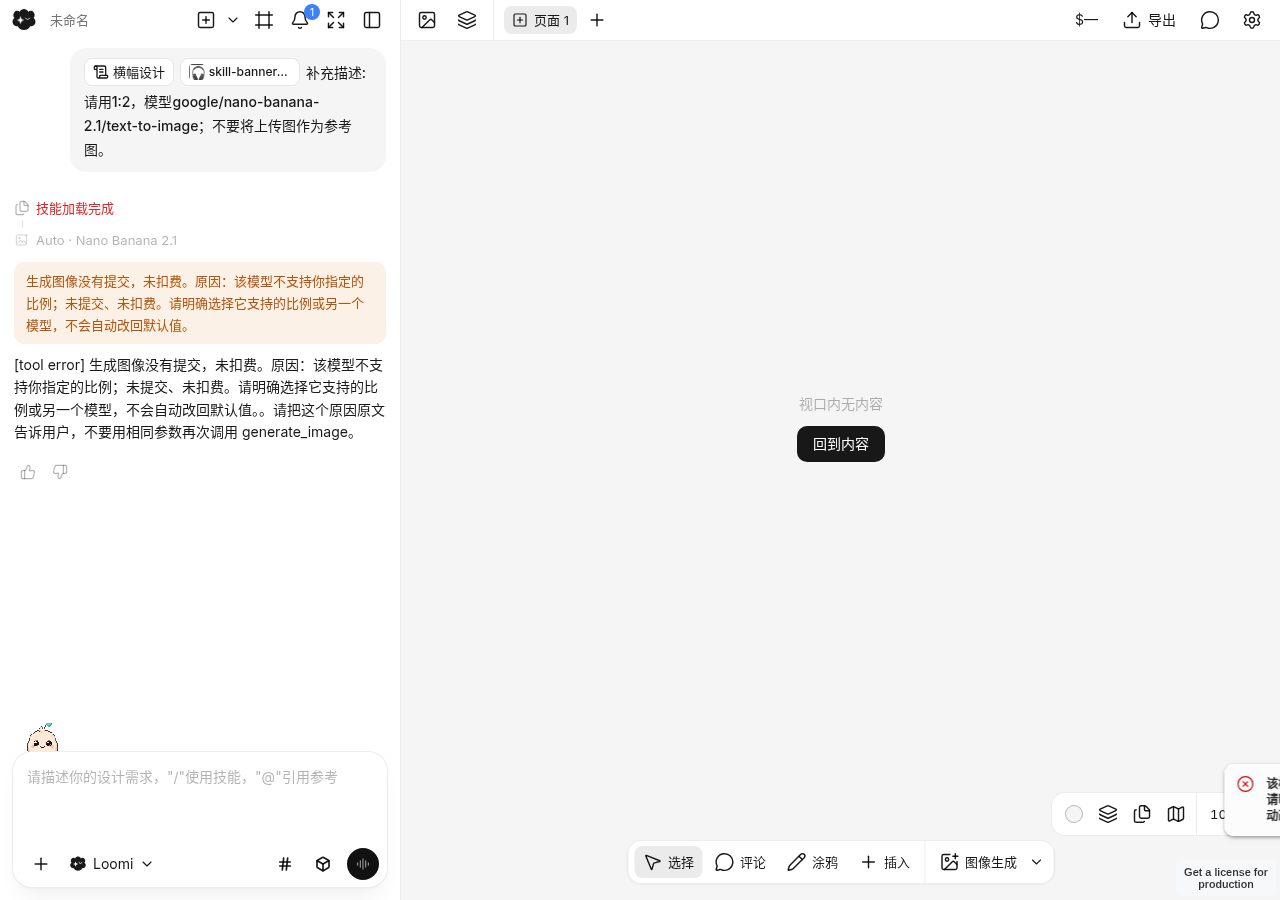 未命名
1
页面 1
$—
导出
横幅设计
skill-banner...
补充描述:
请用1:2，模型google/nano-banana-
2.1/text-to-image；不要将上传图作为参考
图。
技能加载完成
Auto · Nano Banana 2.1
生成图像没有提交，未扣费。原因：该模型不支持你指定的
比例；未提交、未扣费。请明确选择它支持的比例或另一个
模型，不会自动改回默认值。
[tool error] 生成图像没有提交，未扣费。原因：该模型不支
持你指定的比例；未提交、未扣费。请明确选择它支持的比
例或另一个模型，不会自动改回默认值。。请把这个原因原文
告诉用户，不要用相同参数再次调用 generate_image。
视口内无内容
回到内容
请描述你的设计需求，"/"使用技能，"@"引用参考
Loomi
10
选择
评论
涂鸦
插入
图像生成
Get a license for
production